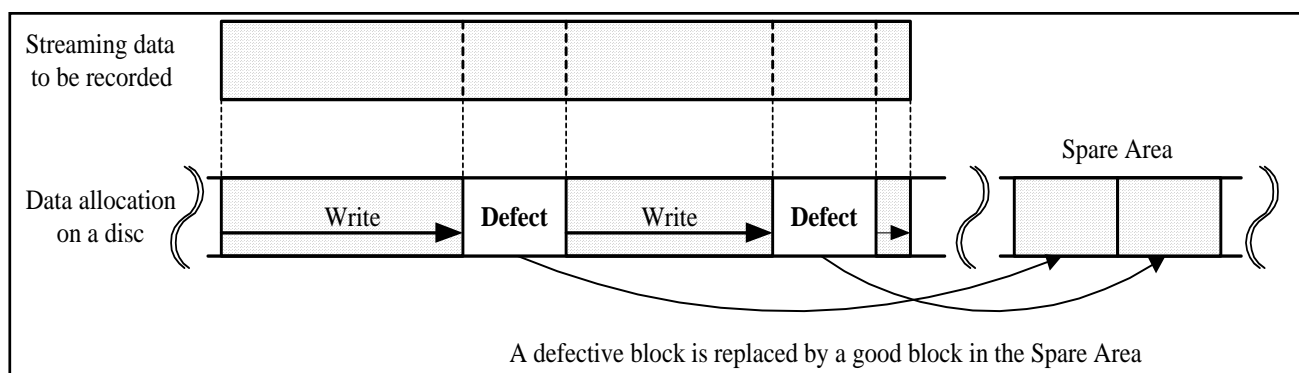 Streaming data
to be recorded
Spare Area
Data allocation
on a disc
Write
Defect
Write
Defect
A defective block is replaced by a good block in the Spare Area